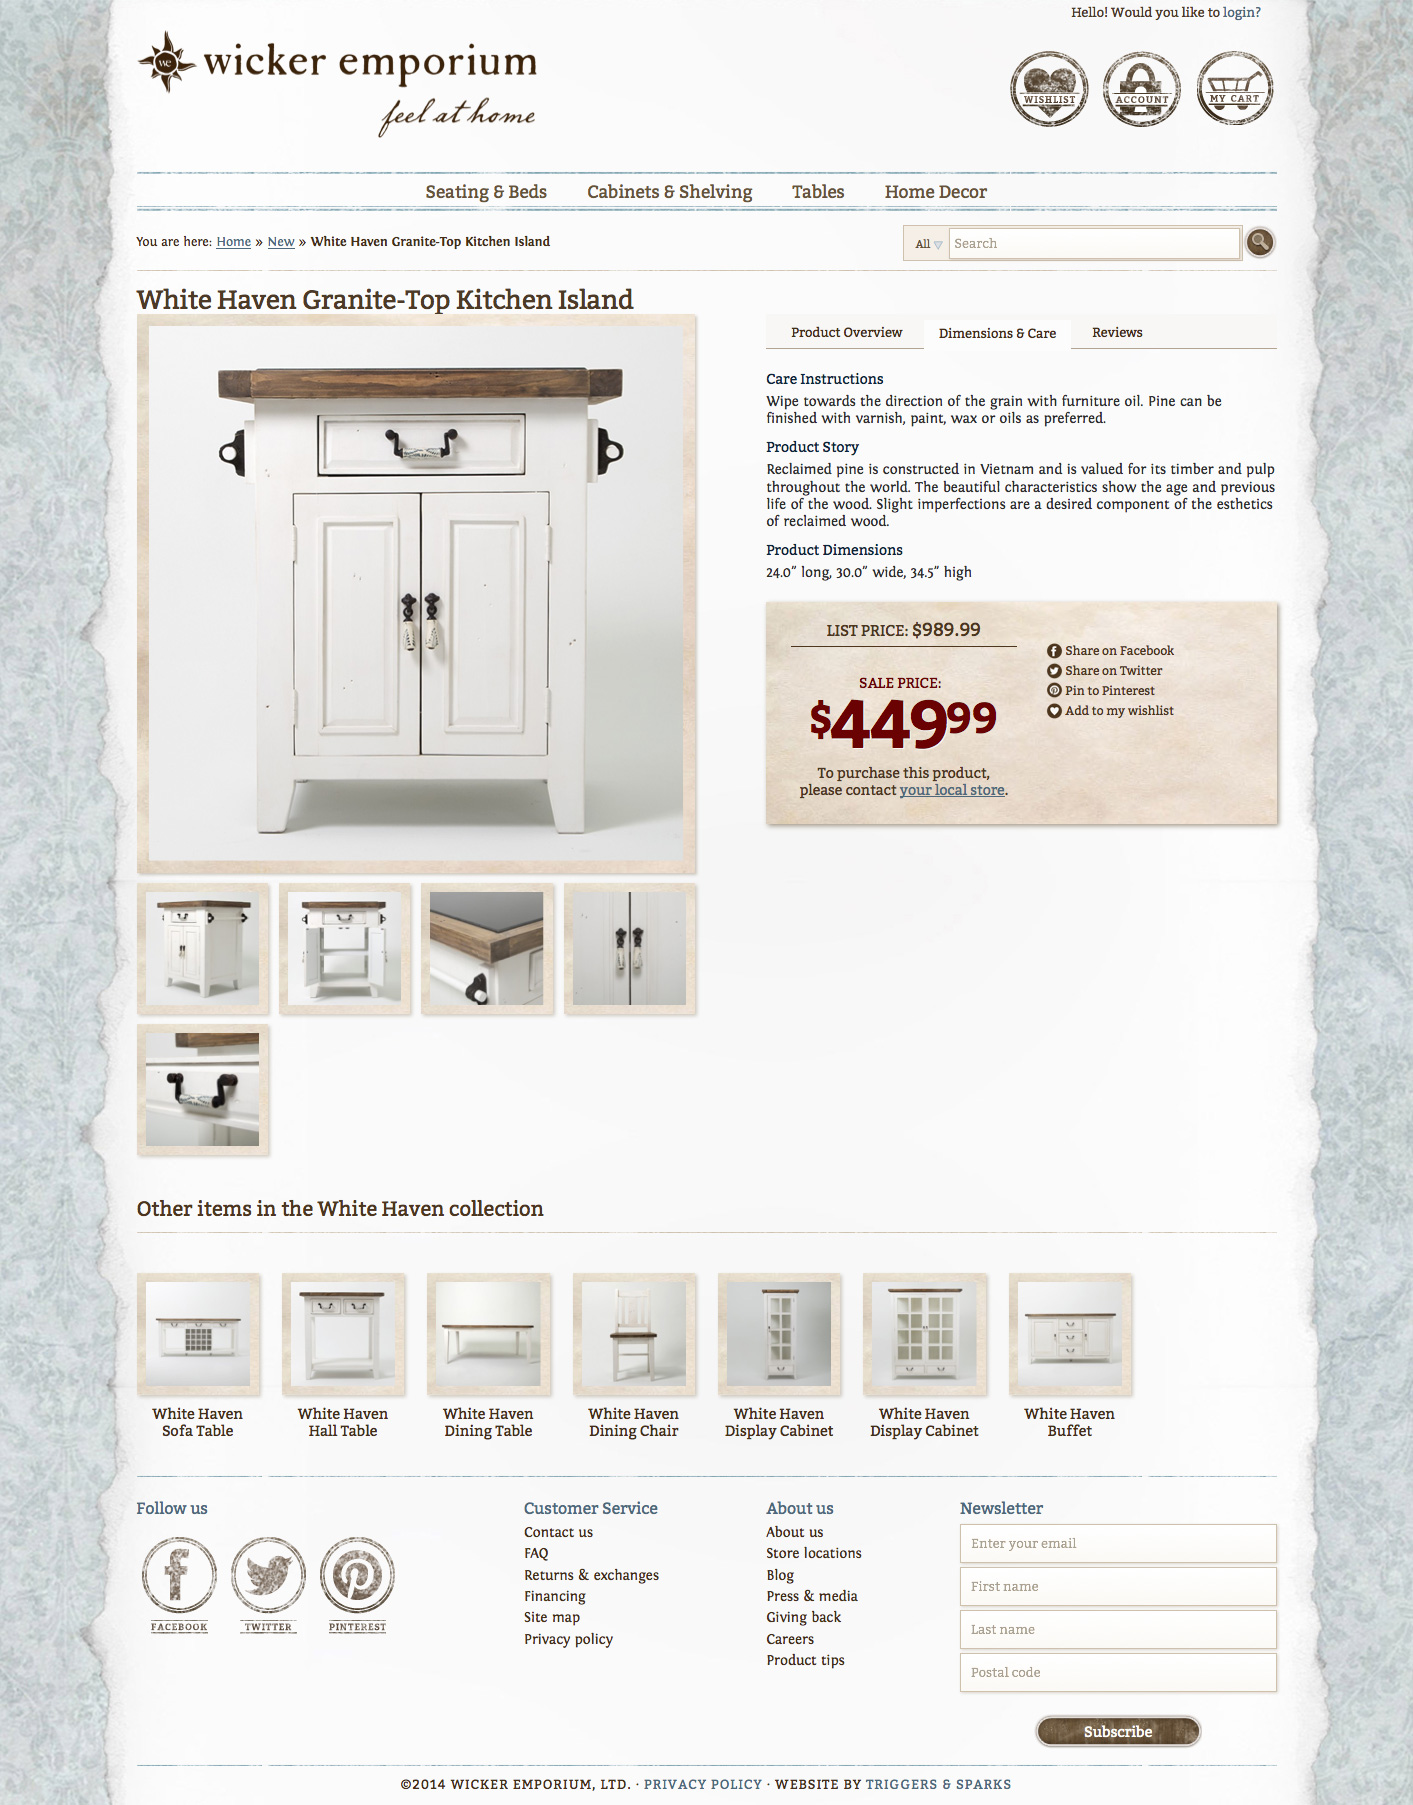 Hello! Would you like to login?
we
wicker emporium
feel at home
WISHLIST
ACCOUNT
MY CART
Seating & Beds
Cabinets & Shelving
Tables
Home Decor
You are here: Home » New » White Haven Granite-Top Kitchen Island
All
Search
White Haven Granite-Top Kitchen Island
Product Overview
Dimensions & Care
Reviews
Care Instructions
Wipe towards the direction of the grain with furniture oil. Pine can be
finished with varnish, paint, wax or oils as preferred.
Product Story
Reclaimed pine is constructed in Vietnam and is valued for its timber and pulp
throughout the world. The beautiful characteristics show the age and previous
life of the wood. Slight imperfections are a desired component of the esthetics
of reclaimed wood.
Product Dimensions
24.0” long, 30.0” wide, 34.5” high
LIST PRICE: $989.99
SALE PRICE:
$449 99
To purchase this product,
please contact your local store.
Share on Facebook
Share on Twitter
Pin to Pinterest
Add to my wishlist
Other items in the White Haven collection
White Haven
Sofa Table
White Haven
Hall Table
White Haven
Dining Table
White Haven
Dining Chair
White Haven
Display Cabinet
White Haven
Display Cabinet
White Haven
Buffet
Follow us
FACEBOOK
TWITTER
PINTEREST
Customer Service
Contact us
FAQ
Returns & exchanges
Financing
Site map
Privacy policy
About us
About us
Store locations
Blog
Press & media
Giving back
Careers
Product tips
Newsletter
Enter your email
First name
Last name
Postal code
Subscribe
©2014 WICKER EMPORIUM, LTD. · PRIVACY POLICY · WEBSITE BY TRIGGERS & SPARKS